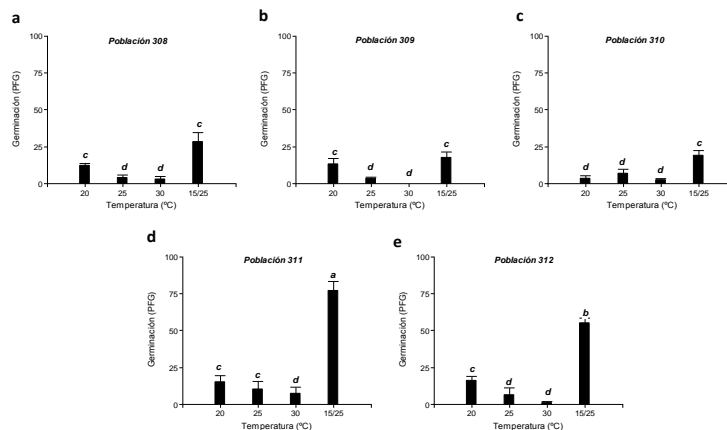 a
Población 308
100
75
50
25
0
Germinación (PFG)
c
d
d
c
20
25
30
15/25
Temperatura (ºC)
b
Población 309
100
75
50
25
0
Germinación (PFG)
c
d
d
c
20
25
30
15/25
Temperatura (ºC)
c
Población 310
100
75
50
25
0
Germinación (PFG)
d
d
d
c
20
25
30
15/25
Temperatura (ºC)
d
Población 311
100
75
50
25
0
Germinación (PFG)
c
c
d
a
20
25
30
15/25
Temperatura (ºC)
e
Población 312
100
75
50
25
0
Germinación (PFG)
c
d
d
b
20
25
30
15/25
Temperatura (ºC)